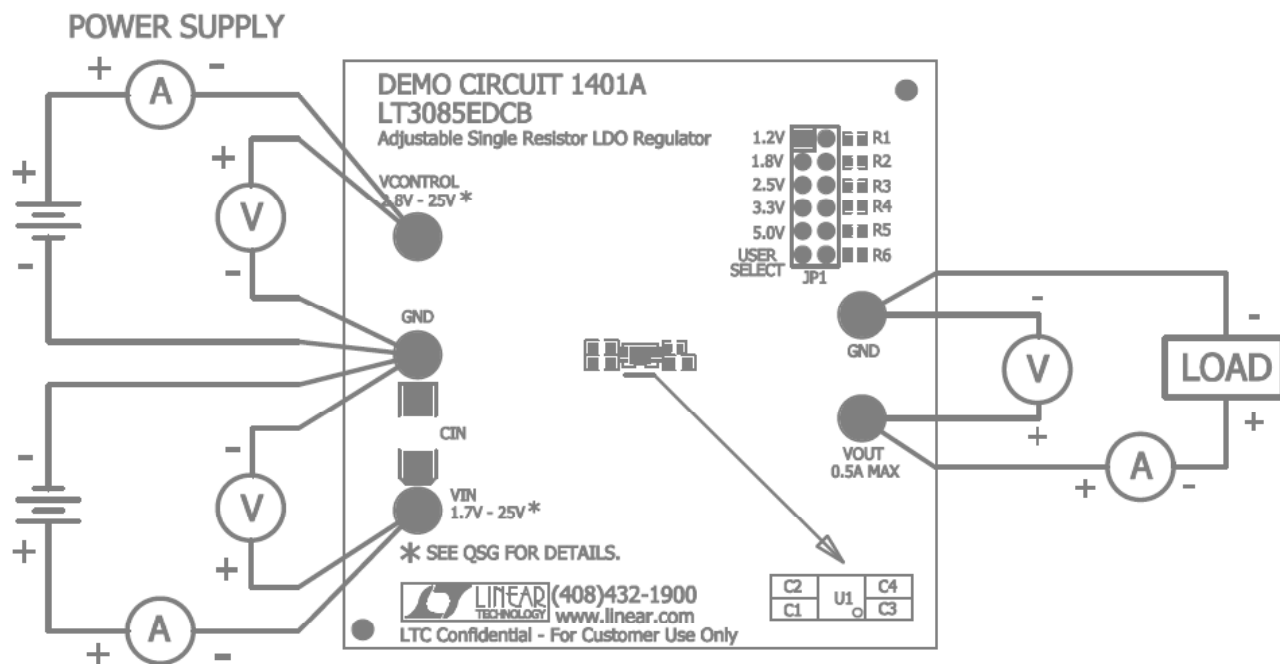 POWER SUPPLY
+ A -
DEMO CIRCUIT 1401A
LT3085EDCB
Adjustable Single Resistor LDO Regulator
VCONTROL
2.8V - 25V *
+
+
V
-
-
1.2V R1
1.8V R2
2.5V R3
3.3V R4
5.0V R5
USER SELECT R6
JP1
GND
GND
-
V
+
-
LOAD
+
VOUT
0.5A MAX
+ A -
CIN
-
-
V
+
+
VIN
1.7V - 25V *
* SEE QSG FOR DETAILS.
LINEAR TECHNOLOGY (408)432-1900
www.linear.com
LTC Confidential - For Customer Use Only
+ A -
C2 U1 C4
C1 C3